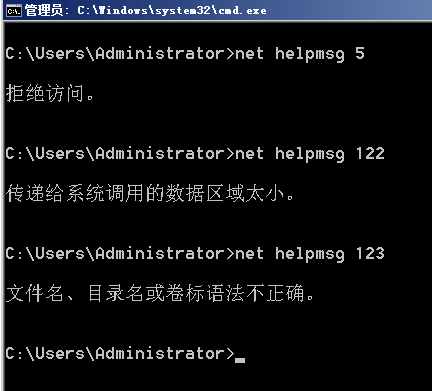 管理员: C:\Windows\system32\cmd.exe
C:\Users\Administrator>net helpmsg 5
拒绝访问。
C:\Users\Administrator>net helpmsg 122
传递给系统调用的数据区域太小。
C:\Users\Administrator>net helpmsg 123
文件名、目录名或卷标语法不正确。
C:\Users\Administrator>_